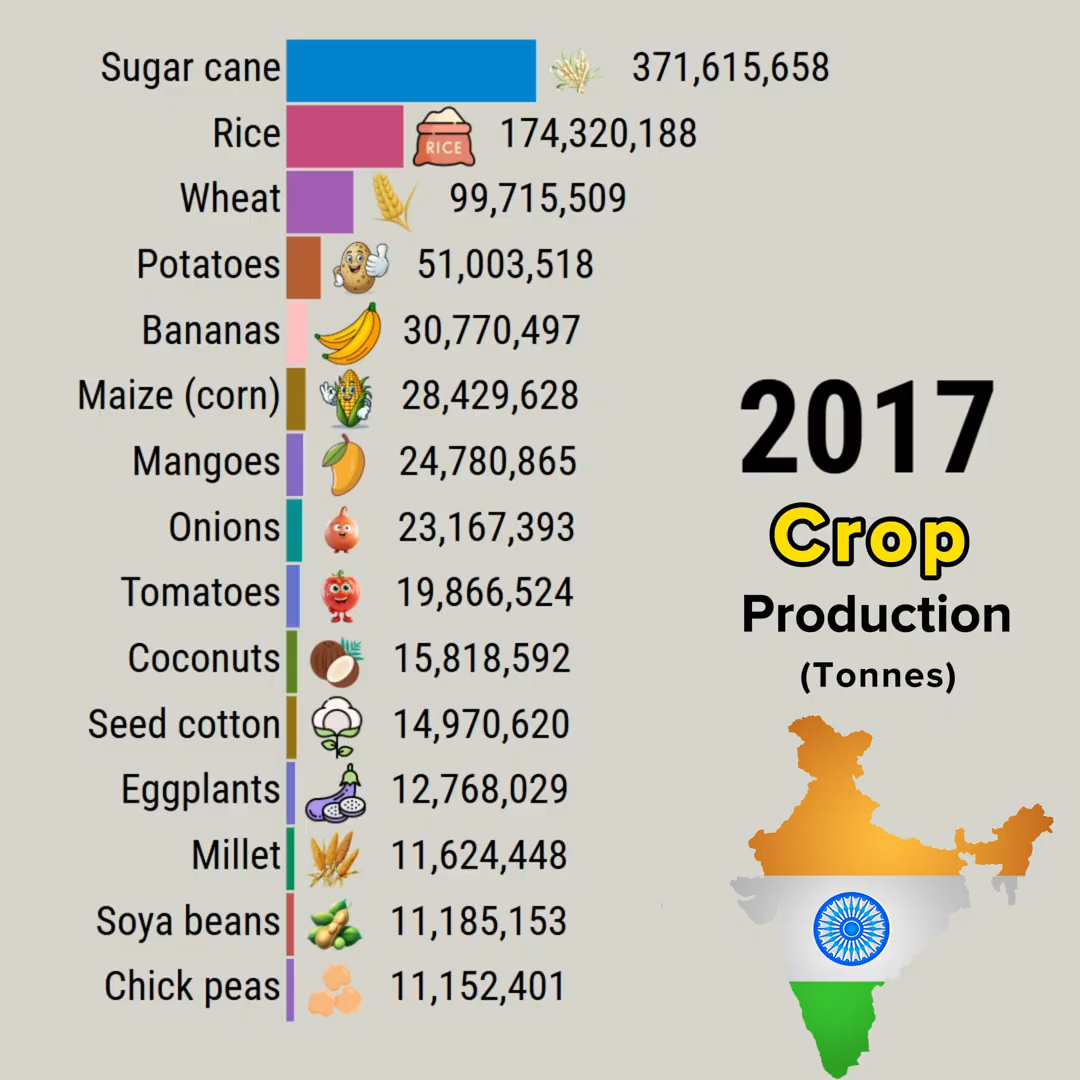 Sugar cane 371,615,658
Rice RICE 174,320,188
Wheat 99,715,509
Potatoes 51,003,518
Bananas 30,770,497
Maize (corn) 28,429,628
Mangoes 24,780,865
Onions 23,167,393
Tomatoes 19,866,524
Coconuts 15,818,592
Seed cotton 14,970,620
Eggplants 12,768,029
Millet 11,624,448
Soya beans 11,185,153
Chick peas 11,152,401
2017
Crop
Production
(Tonnes)